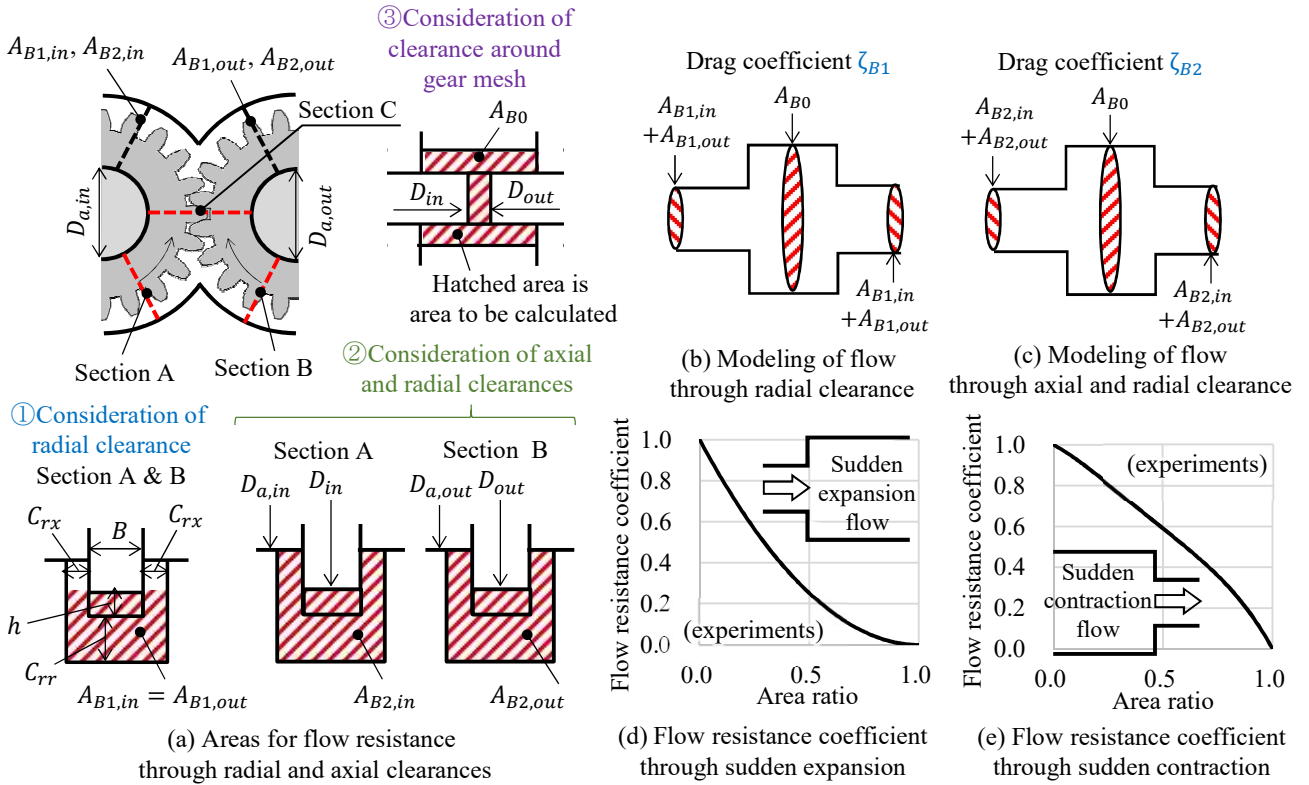 ③Consideration of
clearance around
gear mesh
A_{B1,in}, A_{B2,in}
A_{B1,out}, A_{B2,out}
Section C
D_{a,in}
D_{a,out}
Section A
Section B
A_{B0}
D_{in}
D_{out}
Hatched area is
area to be calculated
①Consideration of
radial clearance
Section A & B
C_{rx}
B
C_{rx}
h
C_{rr}
A_{B1,in} = A_{B1,out}
②Consideration of axial
and radial clearances
Section A
D_{a,in}
D_{in}
A_{B2,in}
Section B
D_{a,out}
D_{out}
A_{B2,out}
(a) Areas for flow resistance
through radial and axial clearances
Drag coefficient ζ_{B1}
A_{B1,in}
+A_{B1,out}
A_{B0}
A_{B1,in}
+A_{B1,out}
(b) Modeling of flow
through radial clearance
Drag coefficient ζ_{B2}
A_{B2,in}
+A_{B2,out}
A_{B0}
A_{B2,in}
+A_{B2,out}
(c) Modeling of flow
through axial and radial clearance
Flow resistance coefficient
1.0
0.8
0.6
0.4
0.2
0.0
Sudden
expansion
flow
(experiments)
0.0
0.5
1.0
Area ratio
(d) Flow resistance coefficient
through sudden expansion
Flow resistance coefficient
1.0
0.8
0.6
0.4
0.2
0.0
(experiments)
Sudden
contraction
flow
0.0
0.5
1.0
Area ratio
(e) Flow resistance coefficient
through sudden contraction